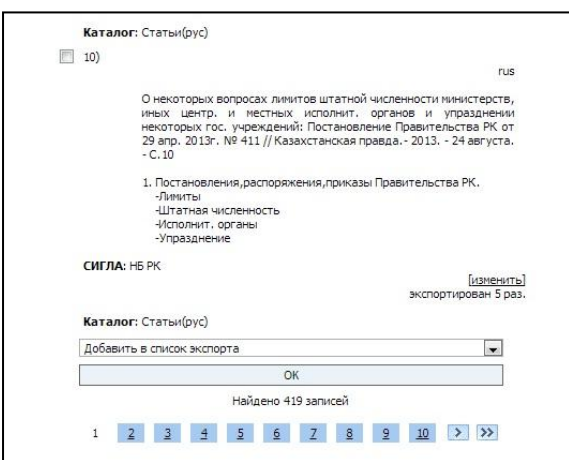 Каталог: Статьи(рус)
10)
rus
О некоторых вопросах лимитов штатной численности министерств,
иных центр. и местных исполнит. органов и упразднении
некоторых гос. учреждений: Постановление Правительства РК от
29 апр. 2013г. № 411 // Казахстанская правда.- 2013. - 24 августа.
- С.10
1. Постановления,распоряжения,приказы Правительства РК.
-Лимиты
-Штатная численность
-Исполнит. органы
-Упразднение
СИГЛА: НБ РК
[изменить]
экспортирован 5 раз.
Каталог: Статьи(рус)
Добавить в список экспорта
OK
Найдено 419 записей
1 2 3 4 5 6 7 8 9 10 > >>